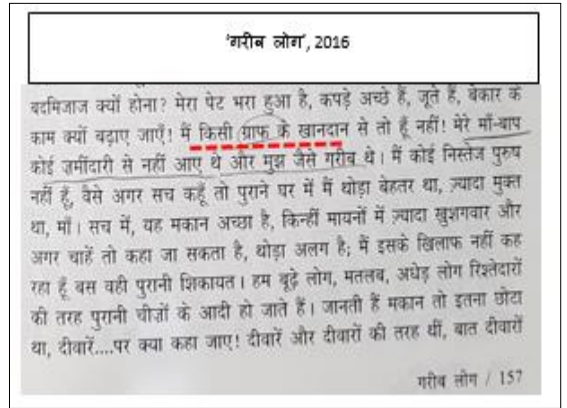 'गरीब लोग', 2016
बदमिजाज क्यों होना? मेरा पेट भरा हुआ है, कपड़े अच्छे हैं, जूते हैं, बेकार के
काम क्यों बढ़ाए जाएँ! मैं किसी ग्राफ के खानदान से तो हूँ नहीं! मेरे माँ-बाप
कोई ज़मींदारी से नहीं आए थे और मुझ जैसे गरीब थे। मैं कोई निस्तेज पुरुष
नहीं हूँ, वैसे अगर सच कहूँ तो पुराने घर में मैं थोड़ा बेहतर था, ज़्यादा मुक्त
था, माँ। सच में, यह मकान अच्छा है, किन्हीं मायनों में ज़्यादा खुशगवार और
अगर चाहें तो कहा जा सकता है, थोड़ा अलग है; मैं इसके खिलाफ नहीं कह
रहा हूँ बस वही पुरानी शिकायत। हम बूढ़े लोग, मतलब, अधेड़ लोग रिश्तेदारों
की तरह पुरानी चीज़ों के आदी हो जाते हैं। जानती हैं मकान तो इतना छोटा
था, दीवारें....पर क्या कहा जाए! दीवारें और दीवारों की तरह थीं, बात दीवारों
गरीब लोग / 157